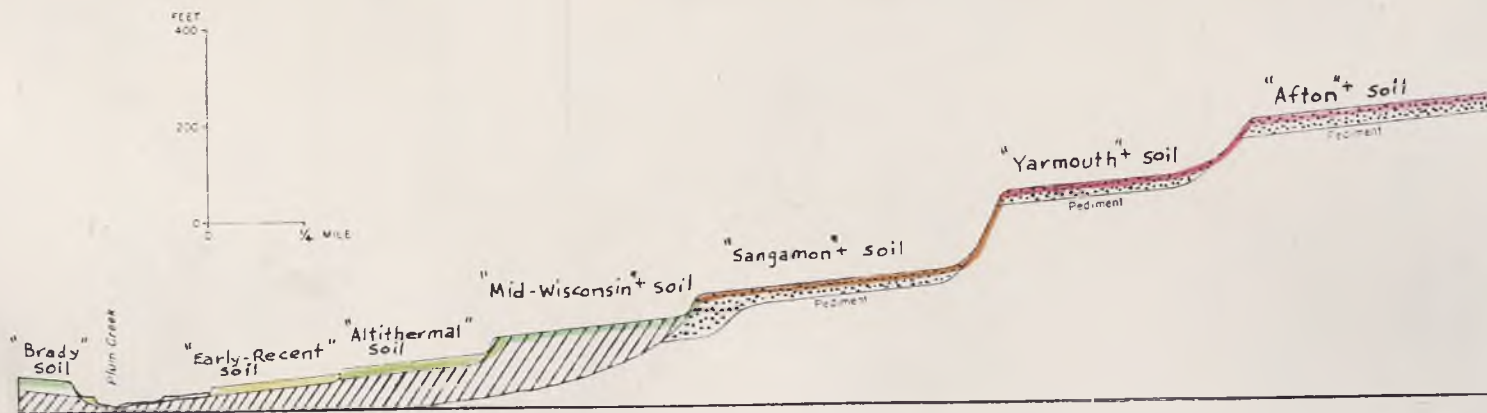 FEET
400
200
0
0
¼ MILE
"Brady"
soil
Plum Creek
"Early-Recent"
soil
"Altithermal"
soil
"Mid-Wisconsin"+ soil
"Sangamon"+ soil
Pediment
"Yarmouth"+ soil
Pediment
"Afton"+ soil
Pediment